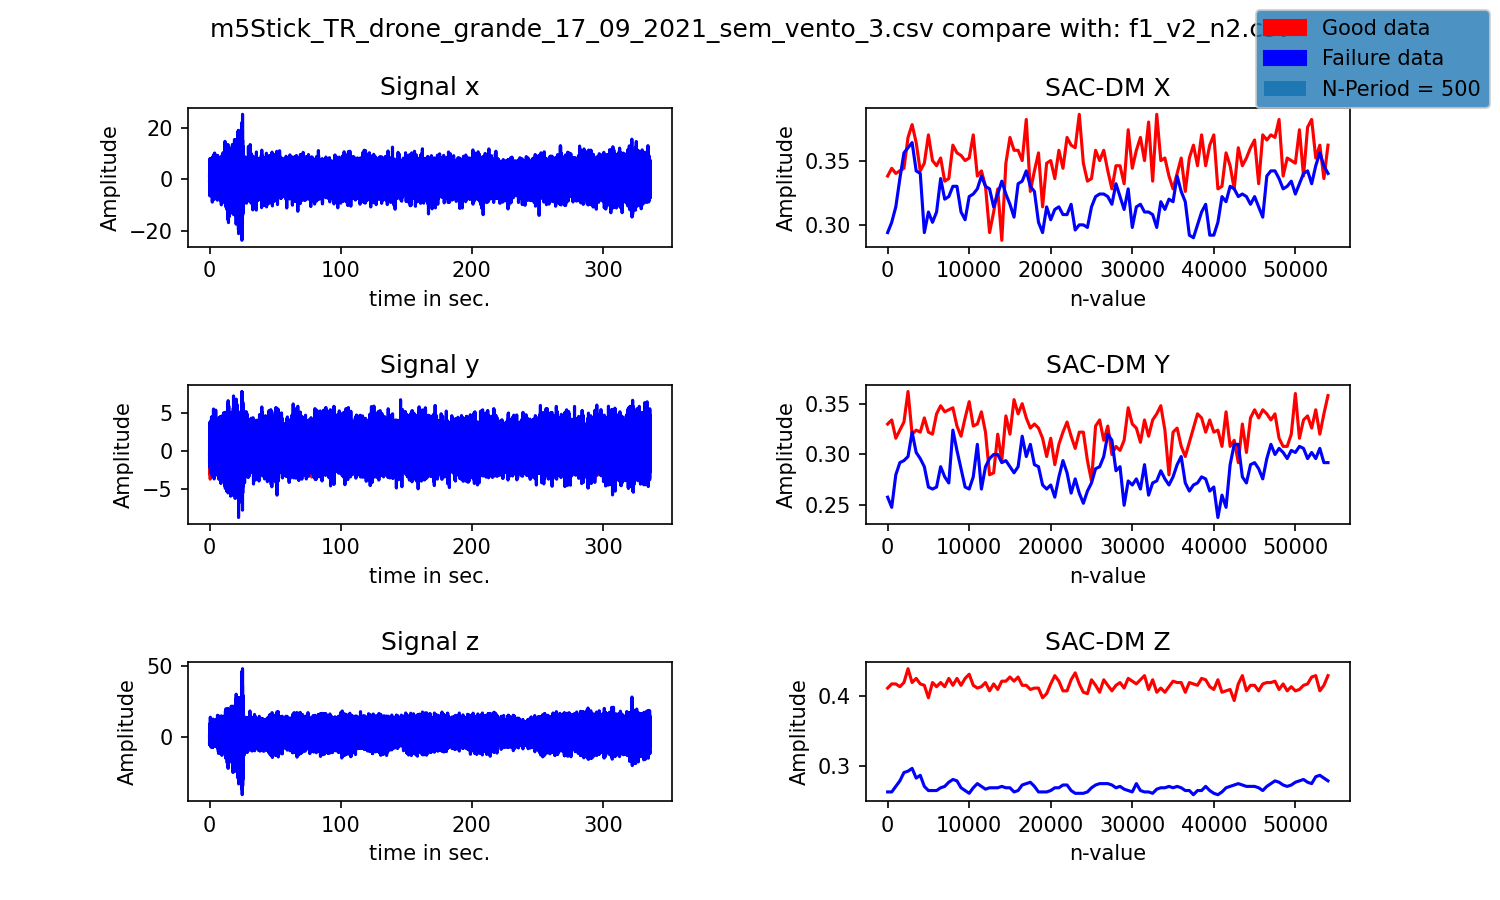 m5Stick_TR_drone_grande_17_09_2021_sem_vento_3.csv compare with: f1_v2_n2.csv
Good data
Failure data
N-Period = 500
Signal x
Amplitude
20
0
−20
0 100 200 300
time in sec.
SAC-DM X
Amplitude
0.35
0.30
0 10000 20000 30000 40000 50000
n-value
Signal y
Amplitude
5
0
−5
0 100 200 300
time in sec.
SAC-DM Y
Amplitude
0.35
0.30
0.25
0 10000 20000 30000 40000 50000
n-value
Signal z
Amplitude
50
0
0 100 200 300
time in sec.
SAC-DM Z
Amplitude
0.4
0.3
0 10000 20000 30000 40000 50000
n-value